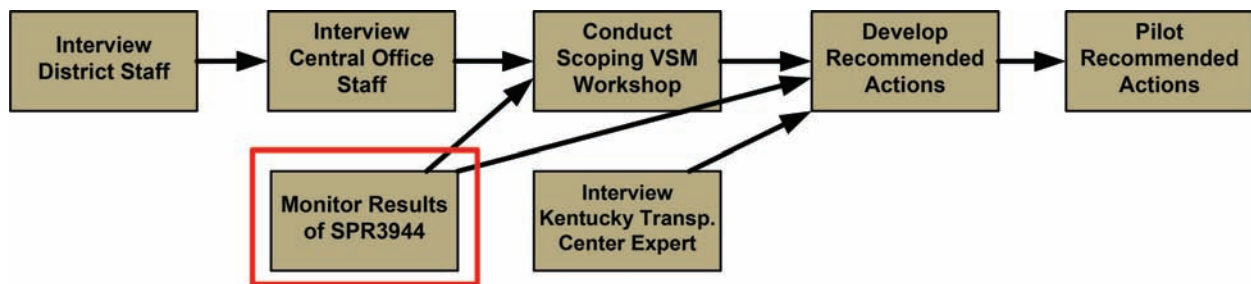 Interview
District Staff
Interview
Central Office
Staff
Conduct
Scoping VSM
Workshop
Develop
Recommended
Actions
Pilot
Recommended
Actions
Monitor Results
of SPR3944
Interview
Kentucky Transp.
Center Expert